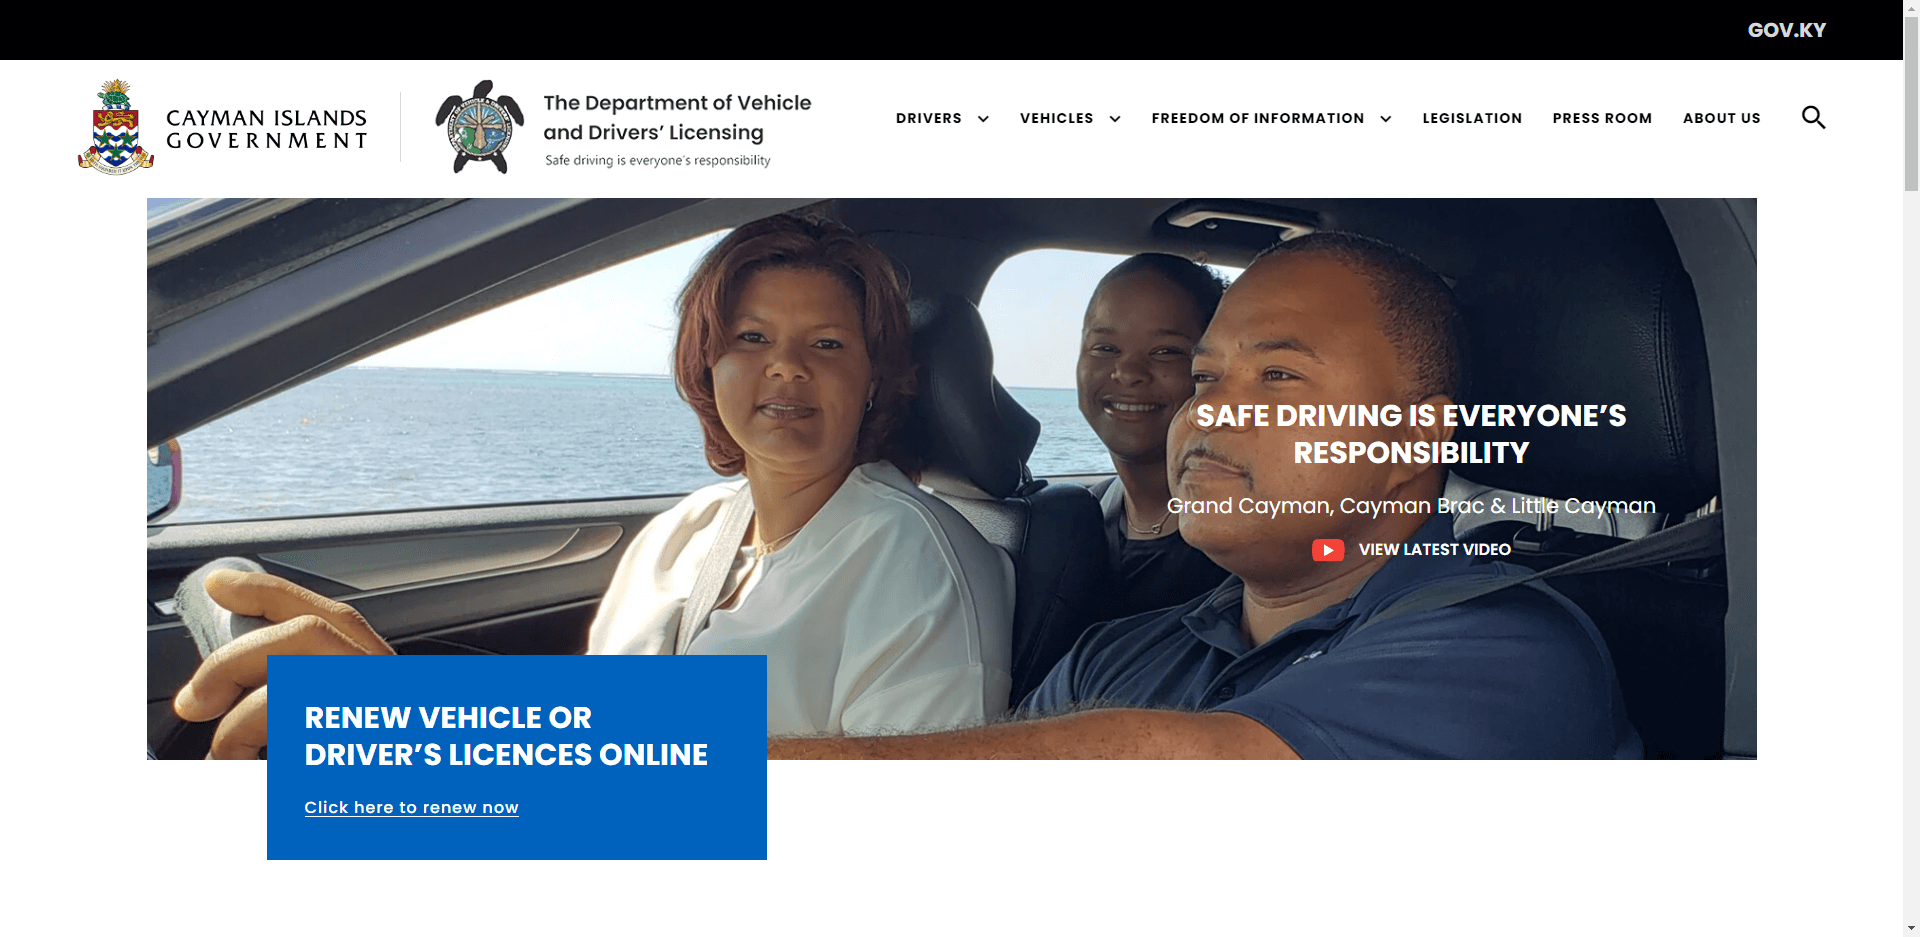 GOV.KY
CAYMAN ISLANDS
GOVERNMENT
The Department of Vehicle
and Drivers’ Licensing
Safe driving is everyone’s responsibility
DRIVERS
VEHICLES
FREEDOM OF INFORMATION
LEGISLATION
PRESS ROOM
ABOUT US
SAFE DRIVING IS EVERYONE’S
RESPONSIBILITY
Grand Cayman, Cayman Brac & Little Cayman
VIEW LATEST VIDEO
RENEW VEHICLE OR
DRIVER’S LICENCES ONLINE
Click here to renew now